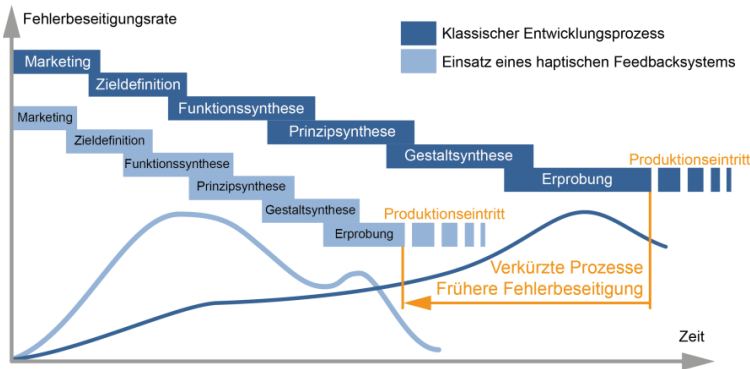 Fehlerbeseitigungsrate
Klassischer Entwicklungsprozess
Einsatz eines haptischen Feedbacksystems
Marketing
Zieldefinition
Funktionssynthese
Prinzipsynthese
Gestaltsynthese
Erprobung
Produktionseintritt
Marketing
Zieldefinition
Funktionssynthese
Prinzipsynthese
Gestaltsynthese
Erprobung
Produktionseintritt
Verkürzte Prozesse
Frühere Fehlerbeseitigung
Zeit